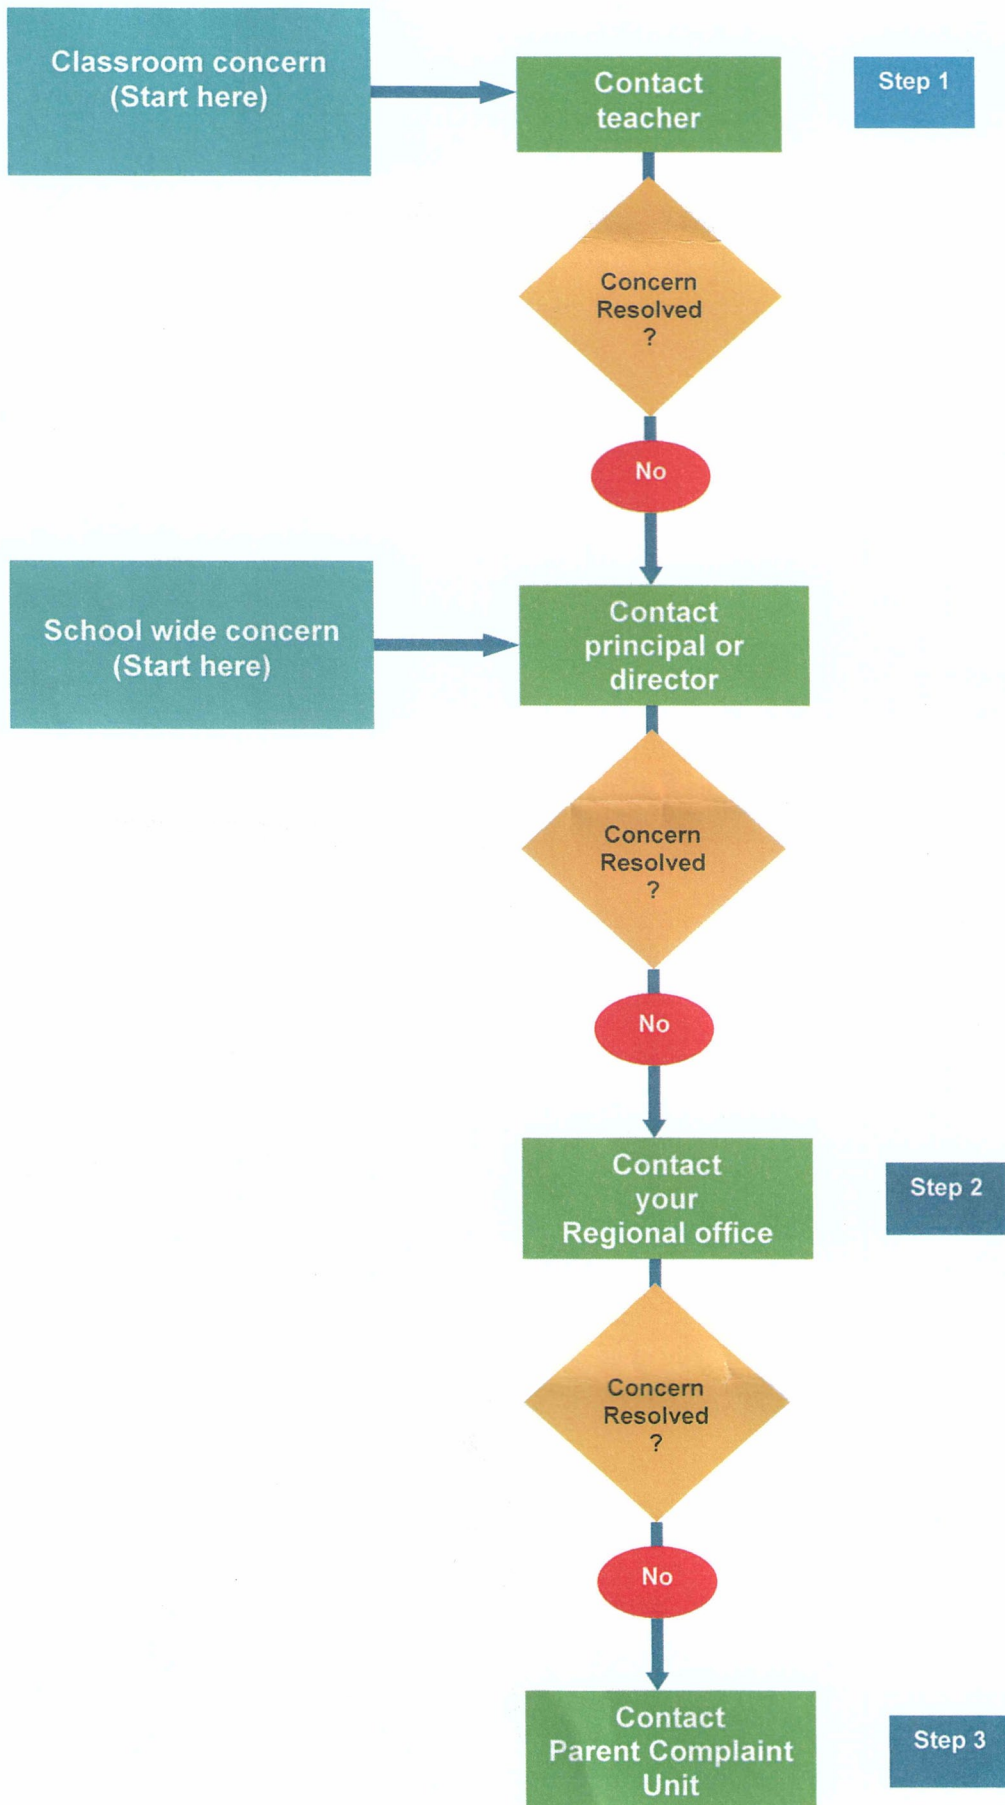 Classroom concern
(Start here)
Contact
teacher
Step 1
Concern
Resolved
?
No
School wide concern
(Start here)
Contact
principal or
director
Concern
Resolved
?
No
Contact
your
Regional office
Step 2
Concern
Resolved
?
No
Contact
Parent Complaint
Unit
Step 3